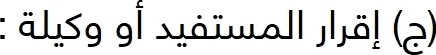 (ج) إقرار المستفيد أو وكيلة :